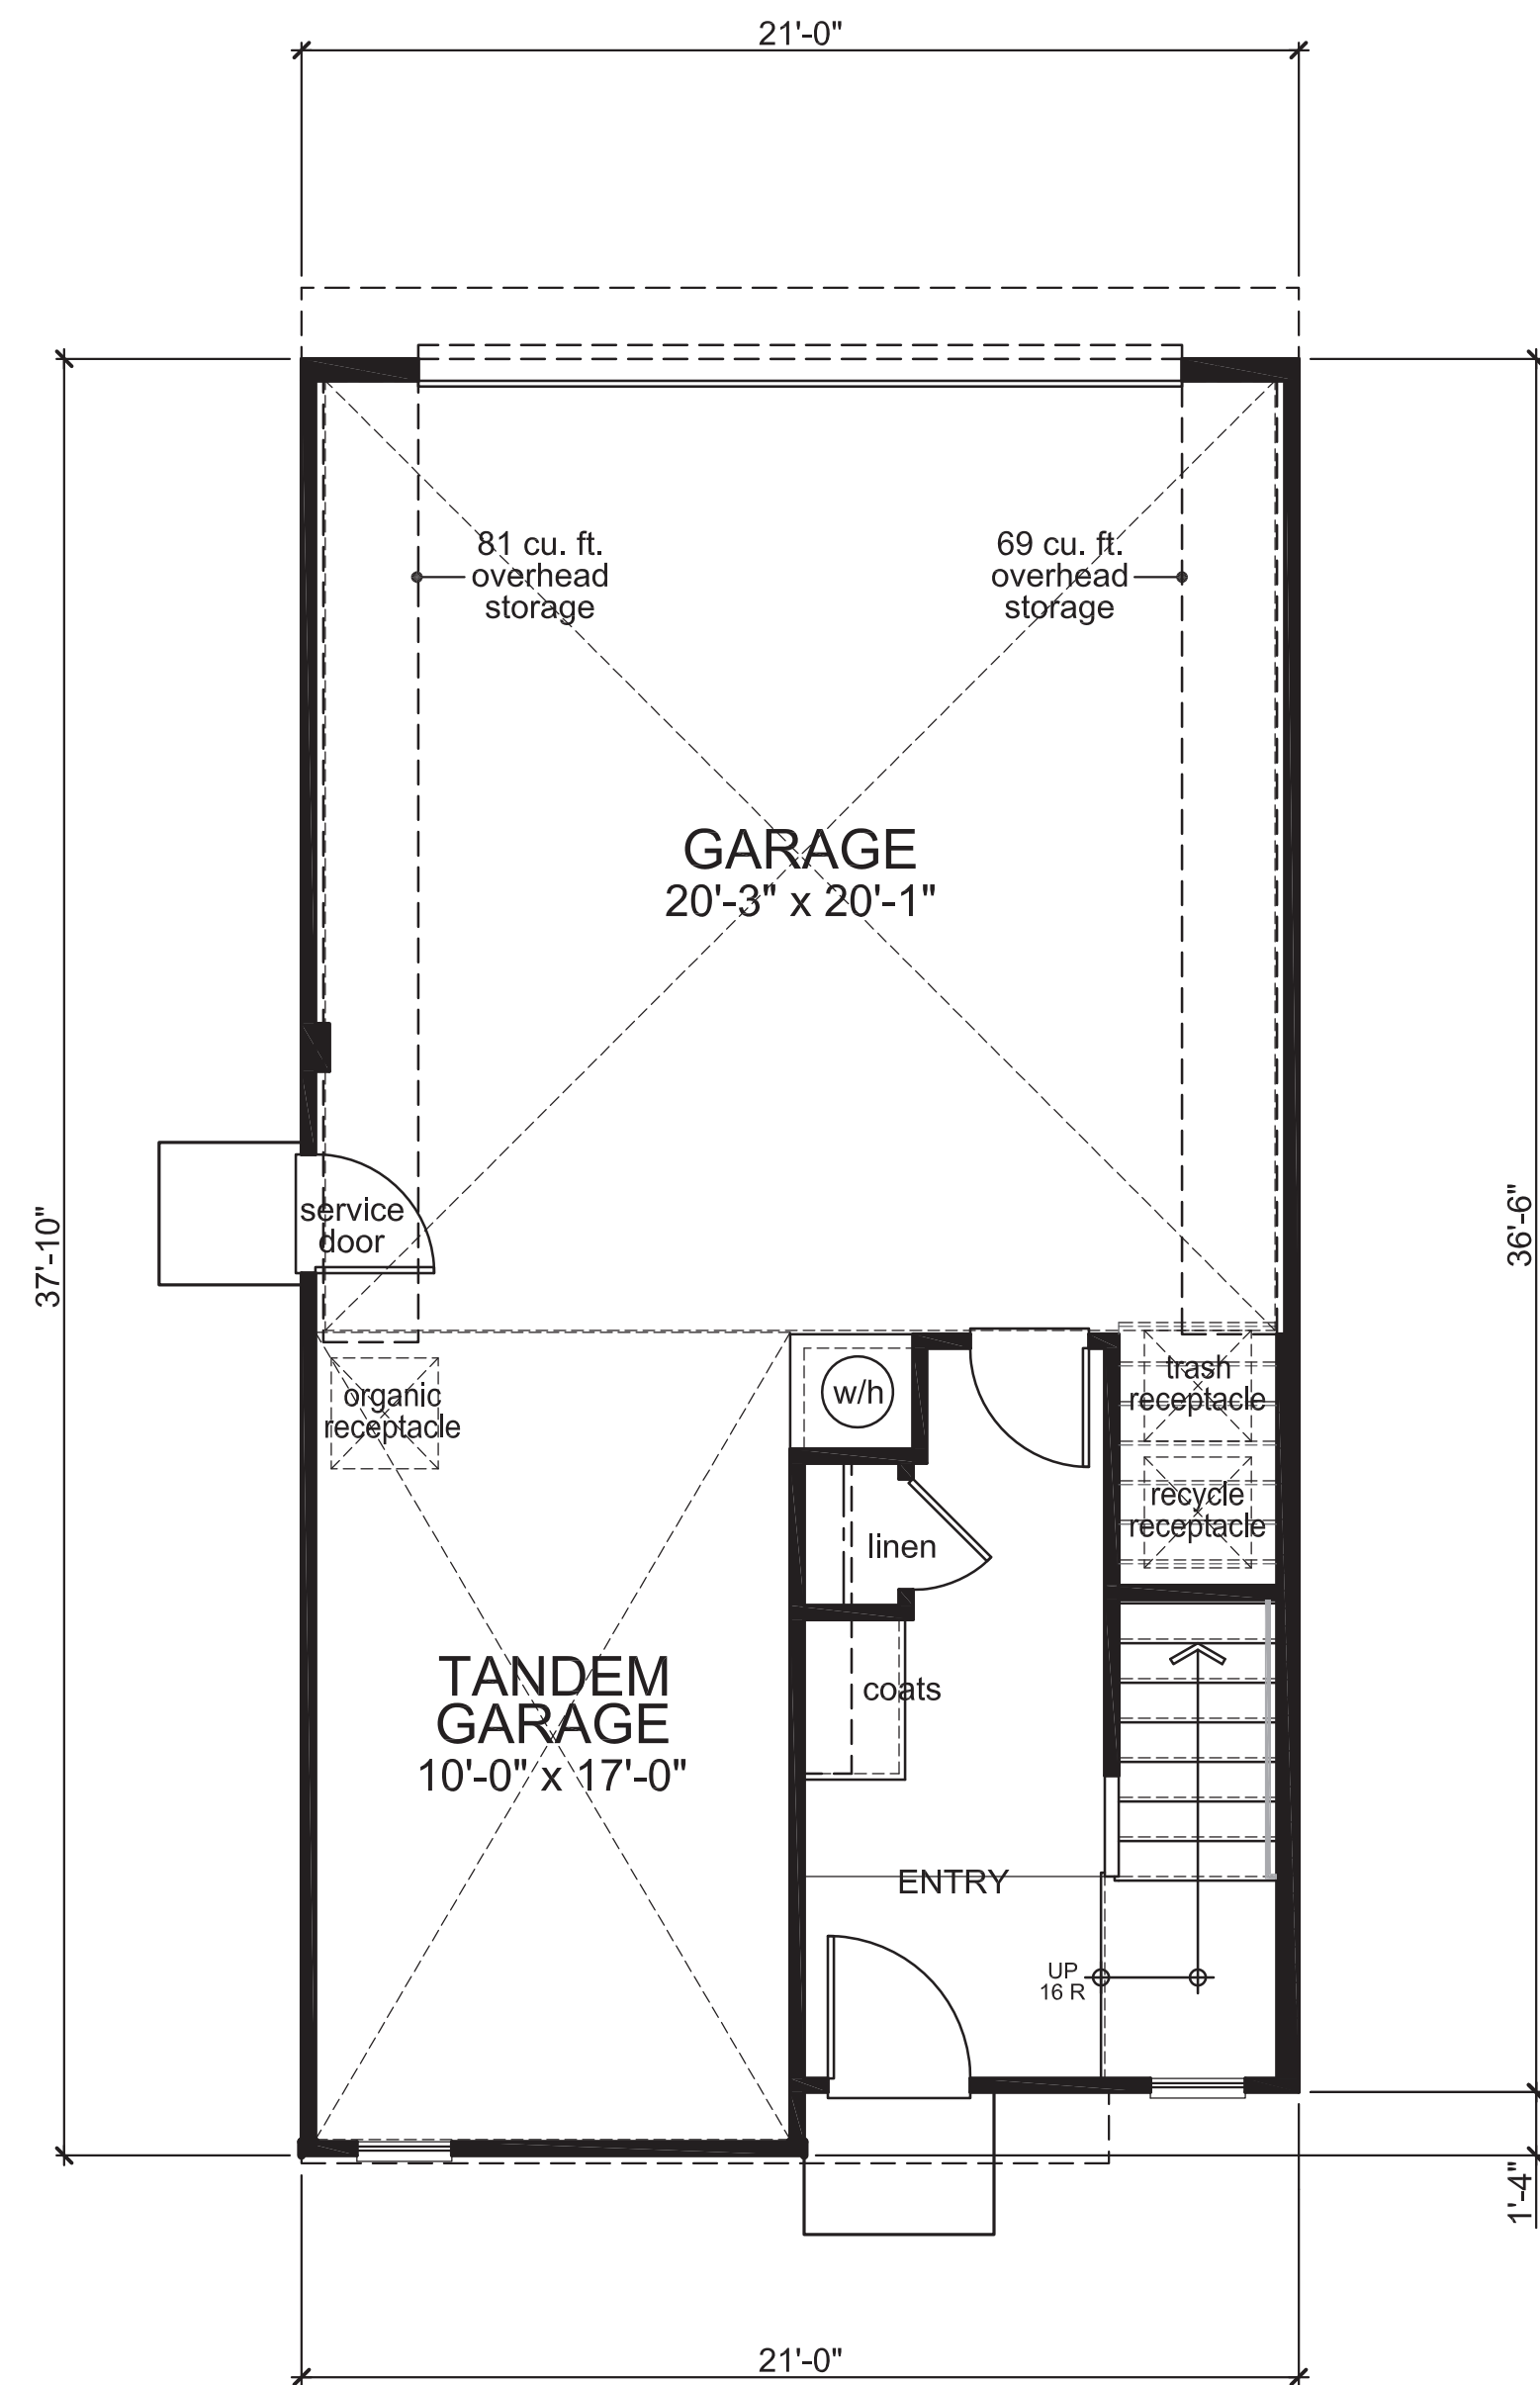 21'-0"
81 cu. ft.
overhead
storage
69 cu. ft.
overhead
storage
GARAGE
20'-3" x 20'-1"
37'-10"
36'-6"
service
door
organic
receptacle
w/h
trash
receptacle
recycle
receptacle
linen
TANDEM
GARAGE
10'-0" x 17'-0"
coats
ENTRY
UP
16 R
1'-4"
21'-0"